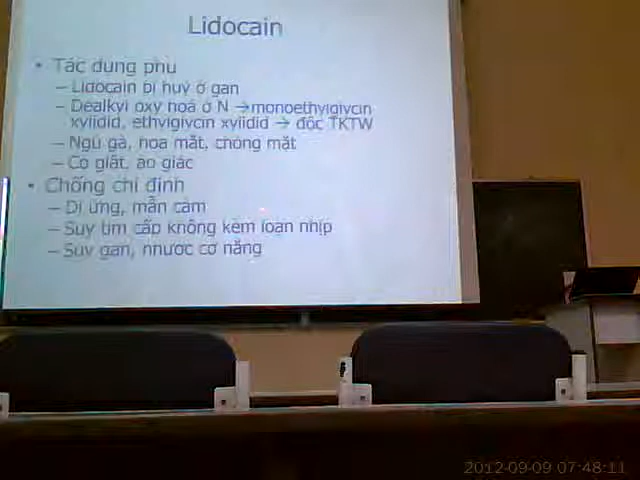 Lidocain
• Tác dụng phụ
– Lidocain bị huỷ ở gan
– Dealkyl oxy hoá ở N →monoethylglycin
xylidid, ethylglycin xylidid → độc TKTW
– Ngủ gà, hoa mắt, chóng mặt
– Co giật, ảo giác
• Chống chỉ định
– Dị ứng, mẫn cảm
– Suy tim cấp không kèm loạn nhịp
– Suy gan, nhược cơ nặng
2012-09-09 07:48:11